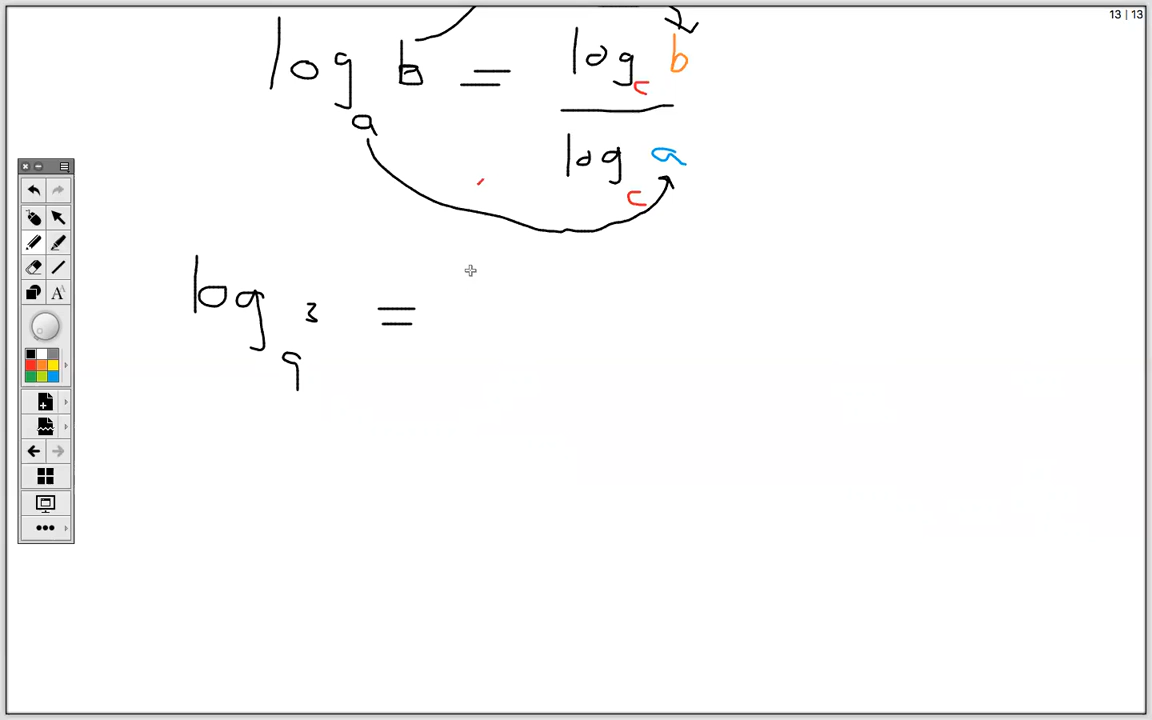 13 | 13
log_a b = log_c b / log_c a
log_9 3 =
A